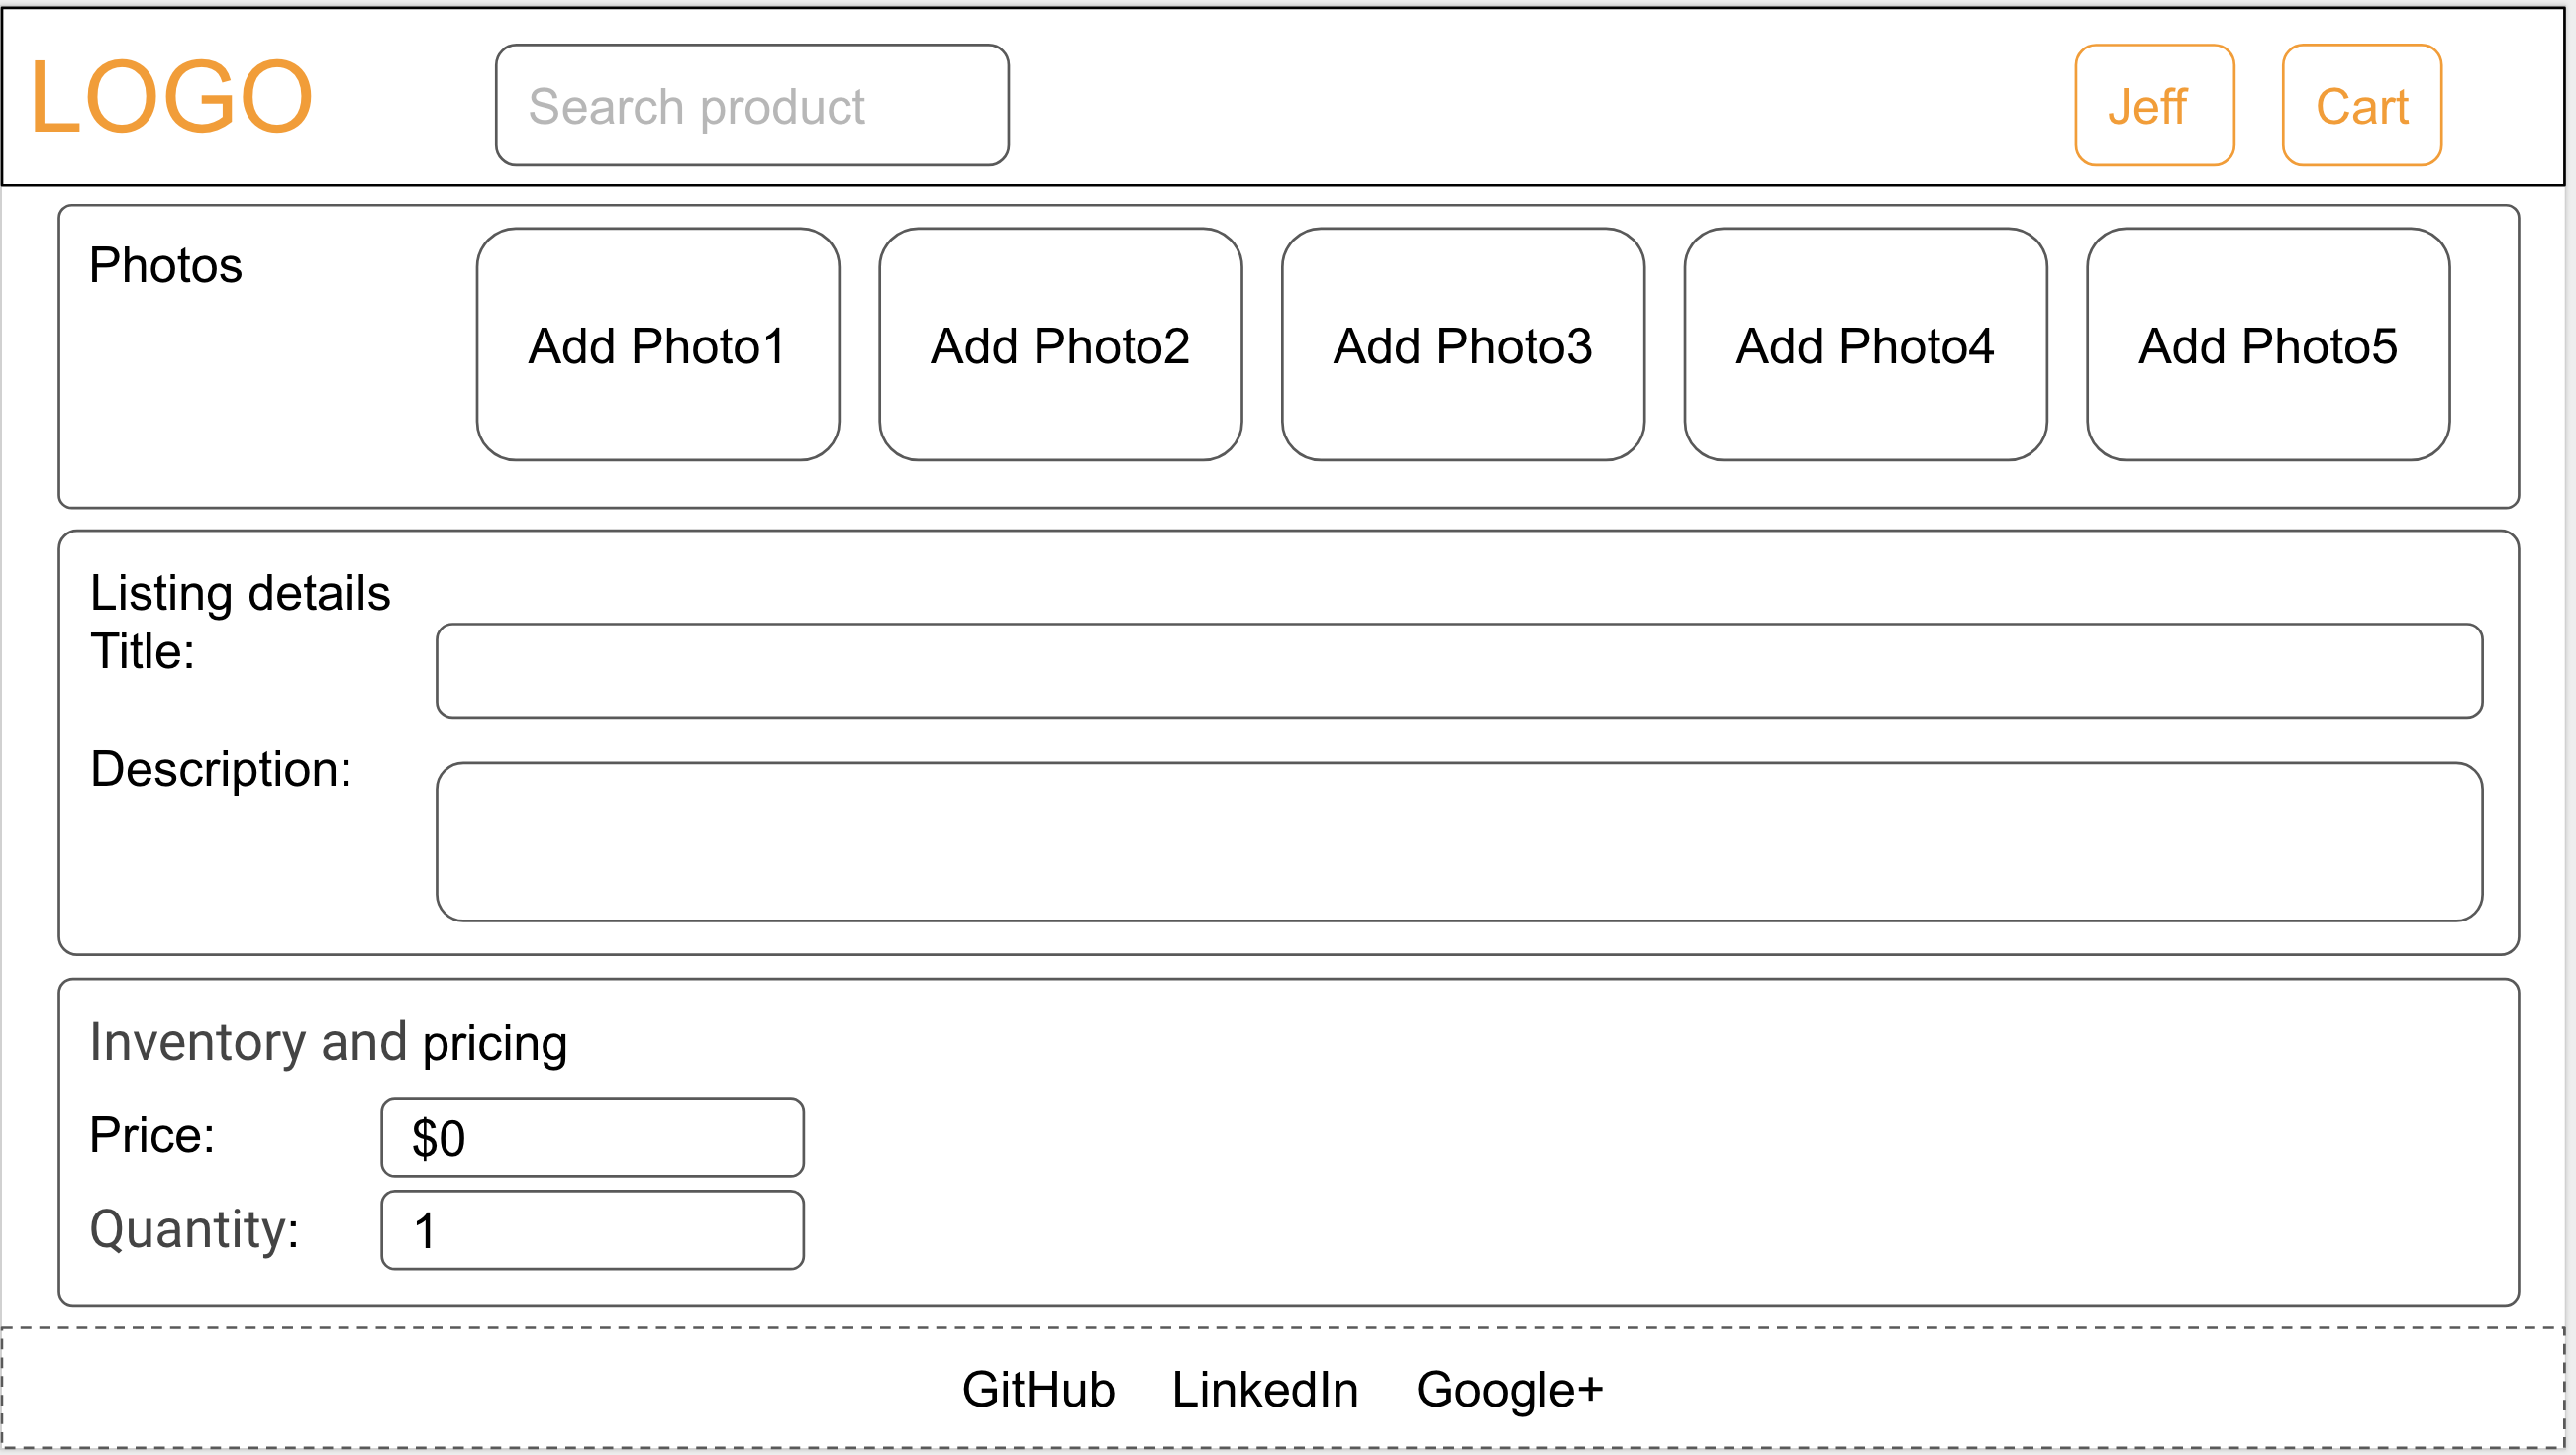 LOGO
Search product
Jeff
Cart
Photos
Add Photo1
Add Photo2
Add Photo3
Add Photo4
Add Photo5
Listing details
Title:
Description:
Inventory and pricing
Price:
$0
Quantity:
1
GitHub LinkedIn Google+